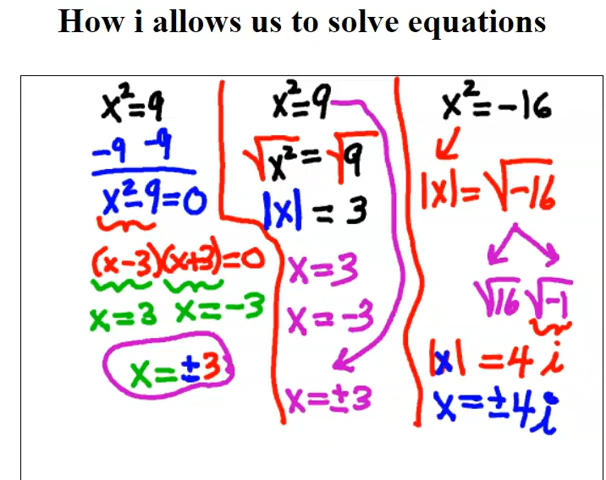 How i allows us to solve equations
x²=9
-9 -9
x²-9=0
(x-3)(x+3)=0
x=3 x=-3
x=±3
x²=9
√x²=√9
|x|=3
x=3
x=-3
x=±3
x²=-16
|x|=√-16
√16 √-1
|x|=4i
x=±4i